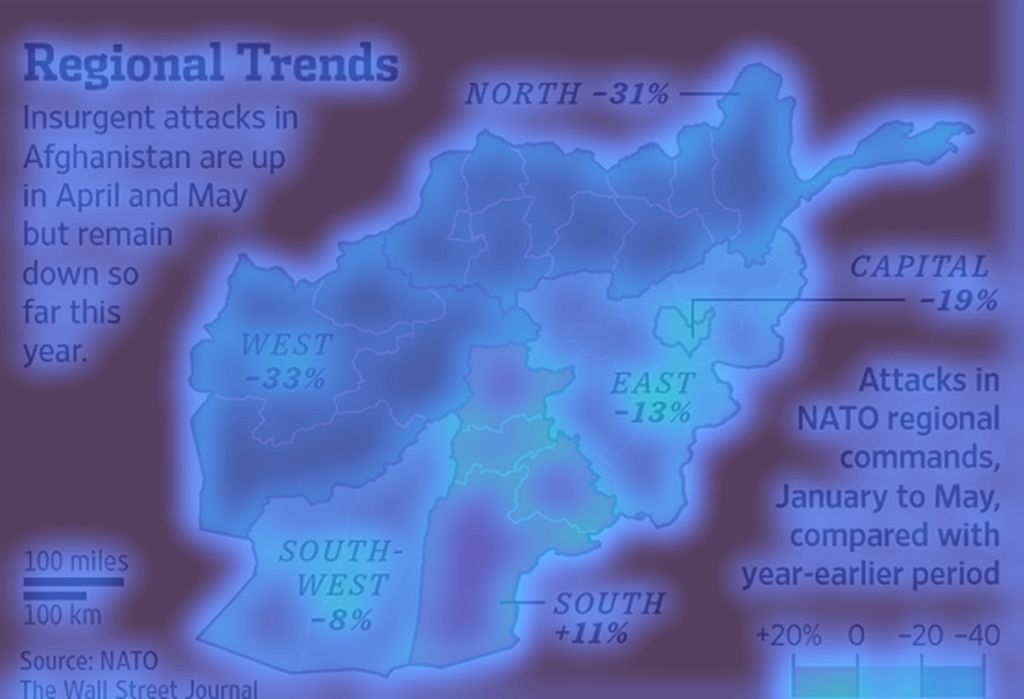 Regional Trends
Insurgent attacks in
Afghanistan are up
in April and May
but remain
down so
far this
year.
NORTH –31%
CAPITAL
–19%
WEST
–33%
EAST
–13%
SOUTH-
WEST
–8%
SOUTH
+11%
Attacks in
NATO regional
commands,
January to May,
compared with
year-earlier period
+20% 0 –20 –40
100 miles
100 km
Source: NATO
The Wall Street Journal